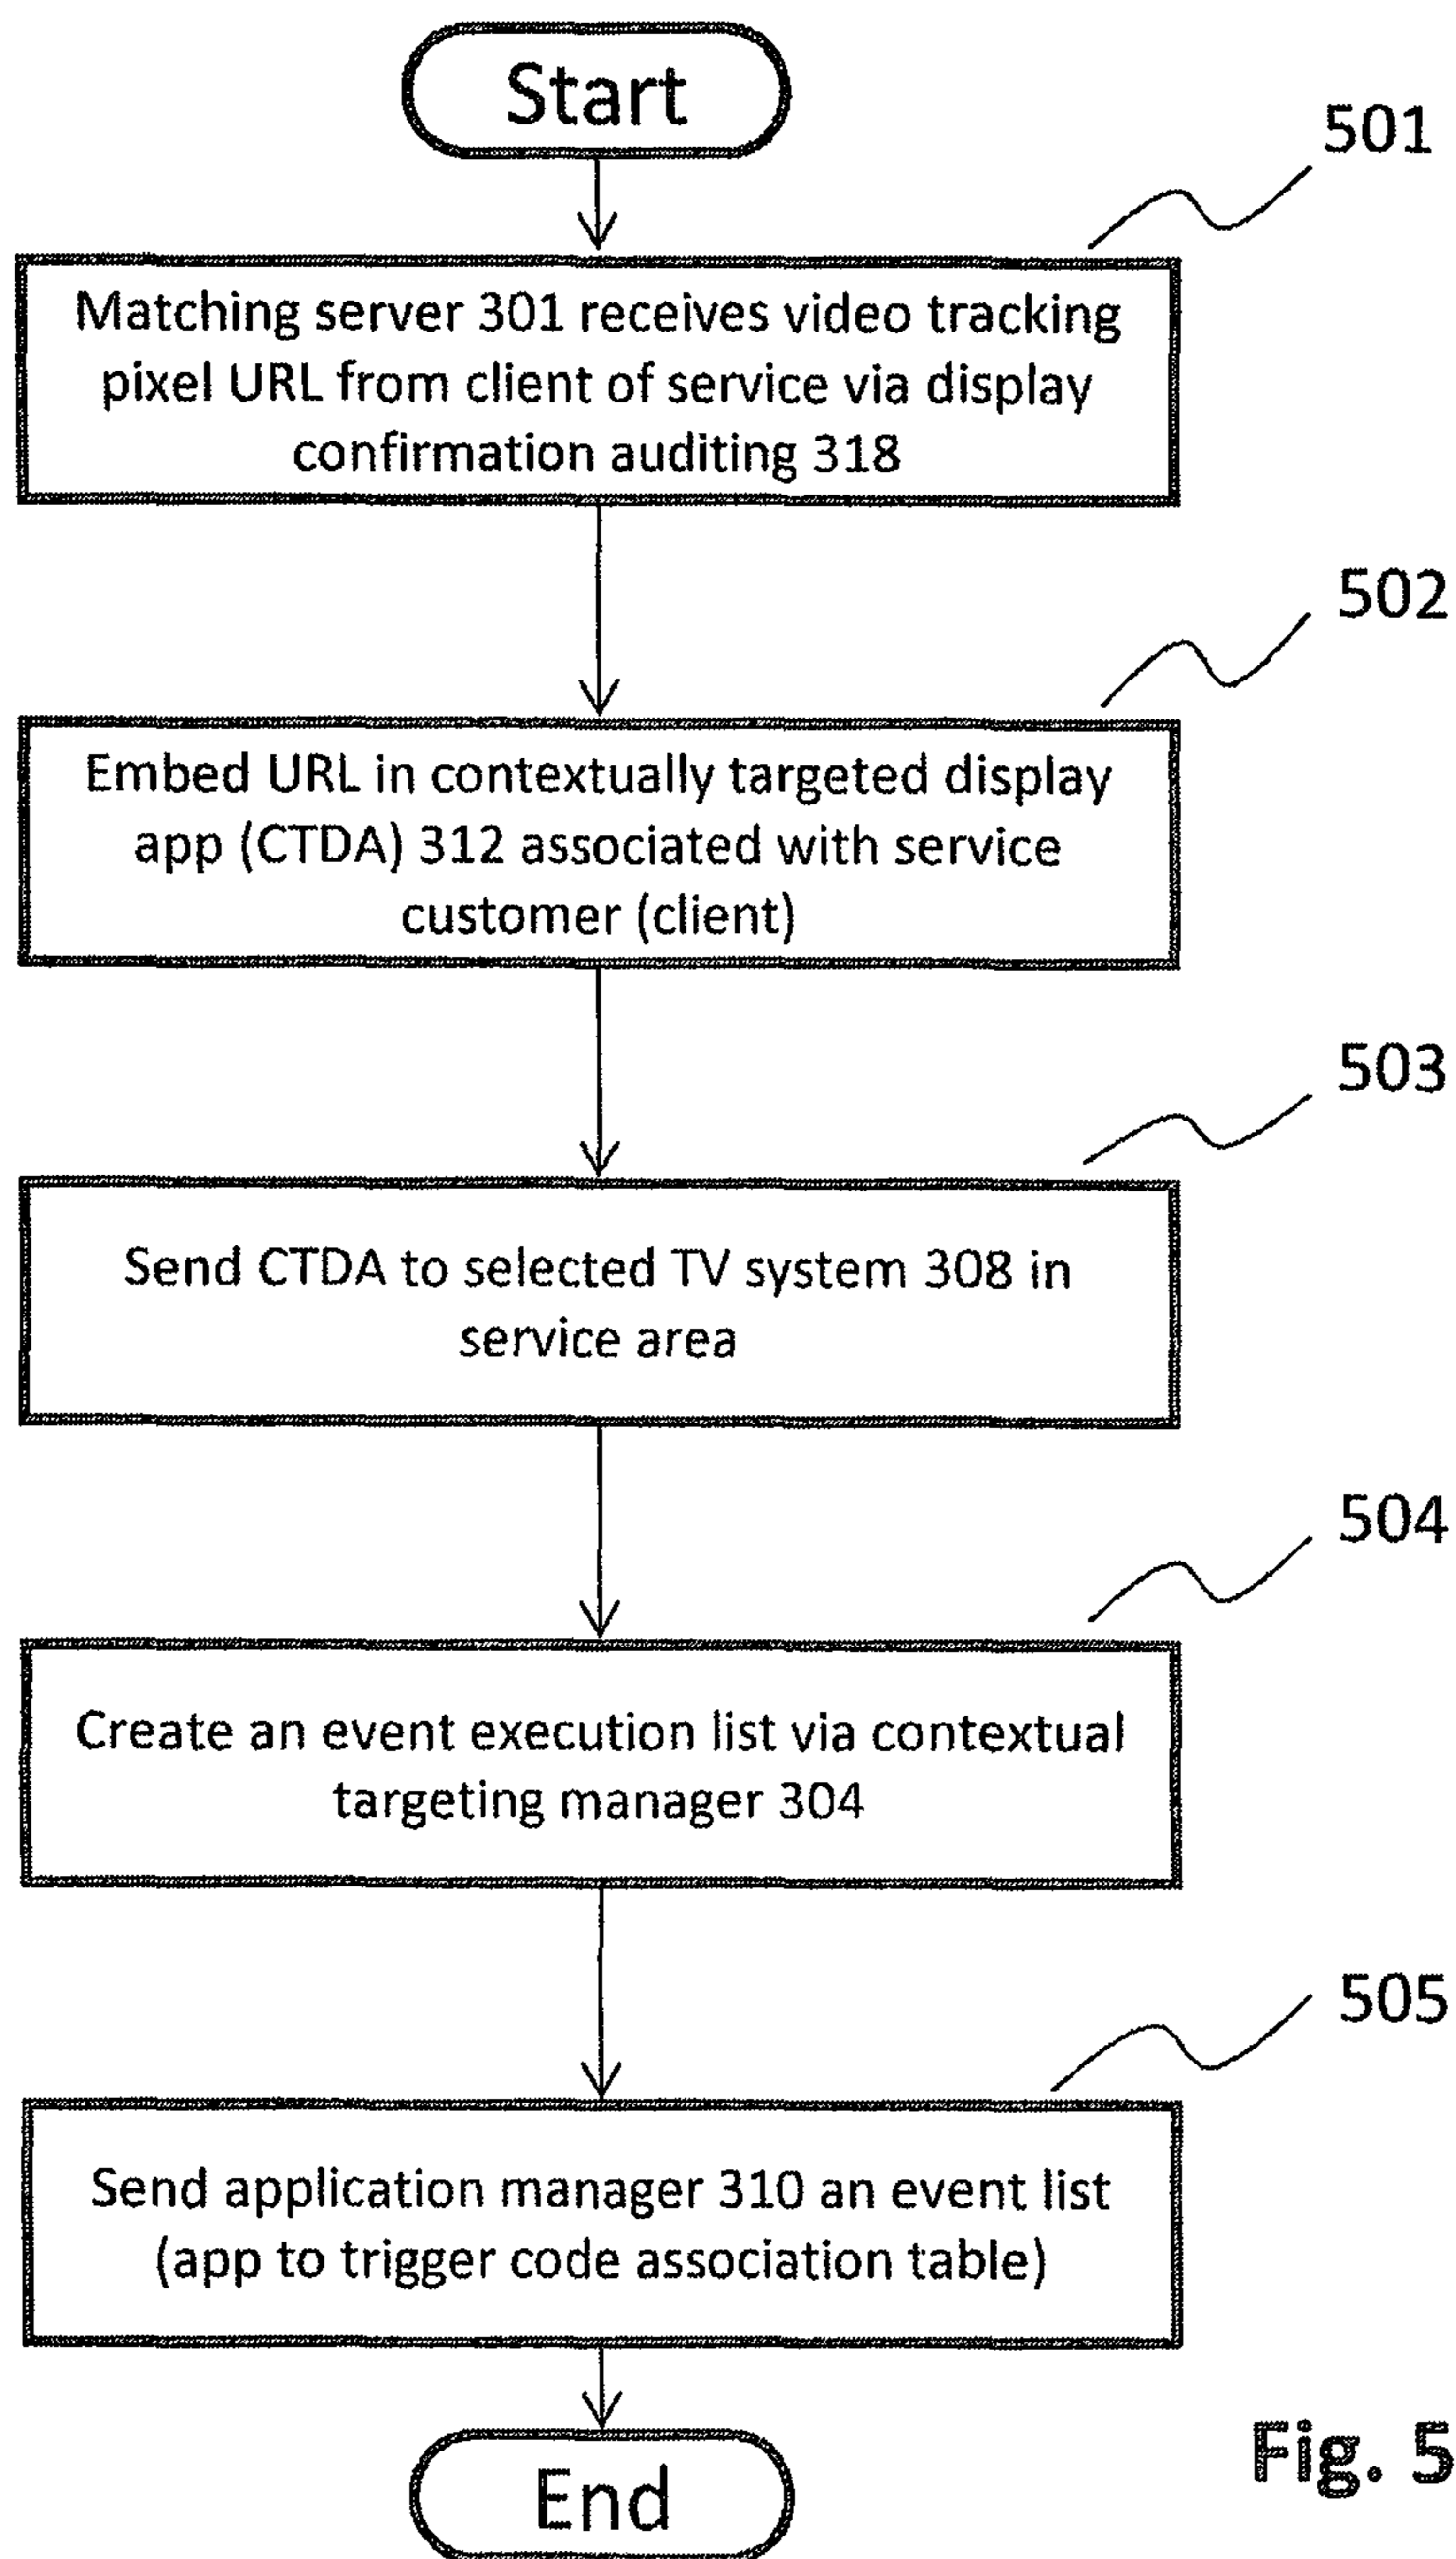 Start
501
Matching server 301 receives video tracking
pixel URL from client of service via display
confirmation auditing 318
502
Embed URL in contextually targeted display
app (CTDA) 312 associated with service
customer (client)
503
Send CTDA to selected TV system 308 in
service area
504
Create an event execution list via contextual
targeting manager 304
505
Send application manager 310 an event list
(app to trigger code association table)
End
Fig. 5